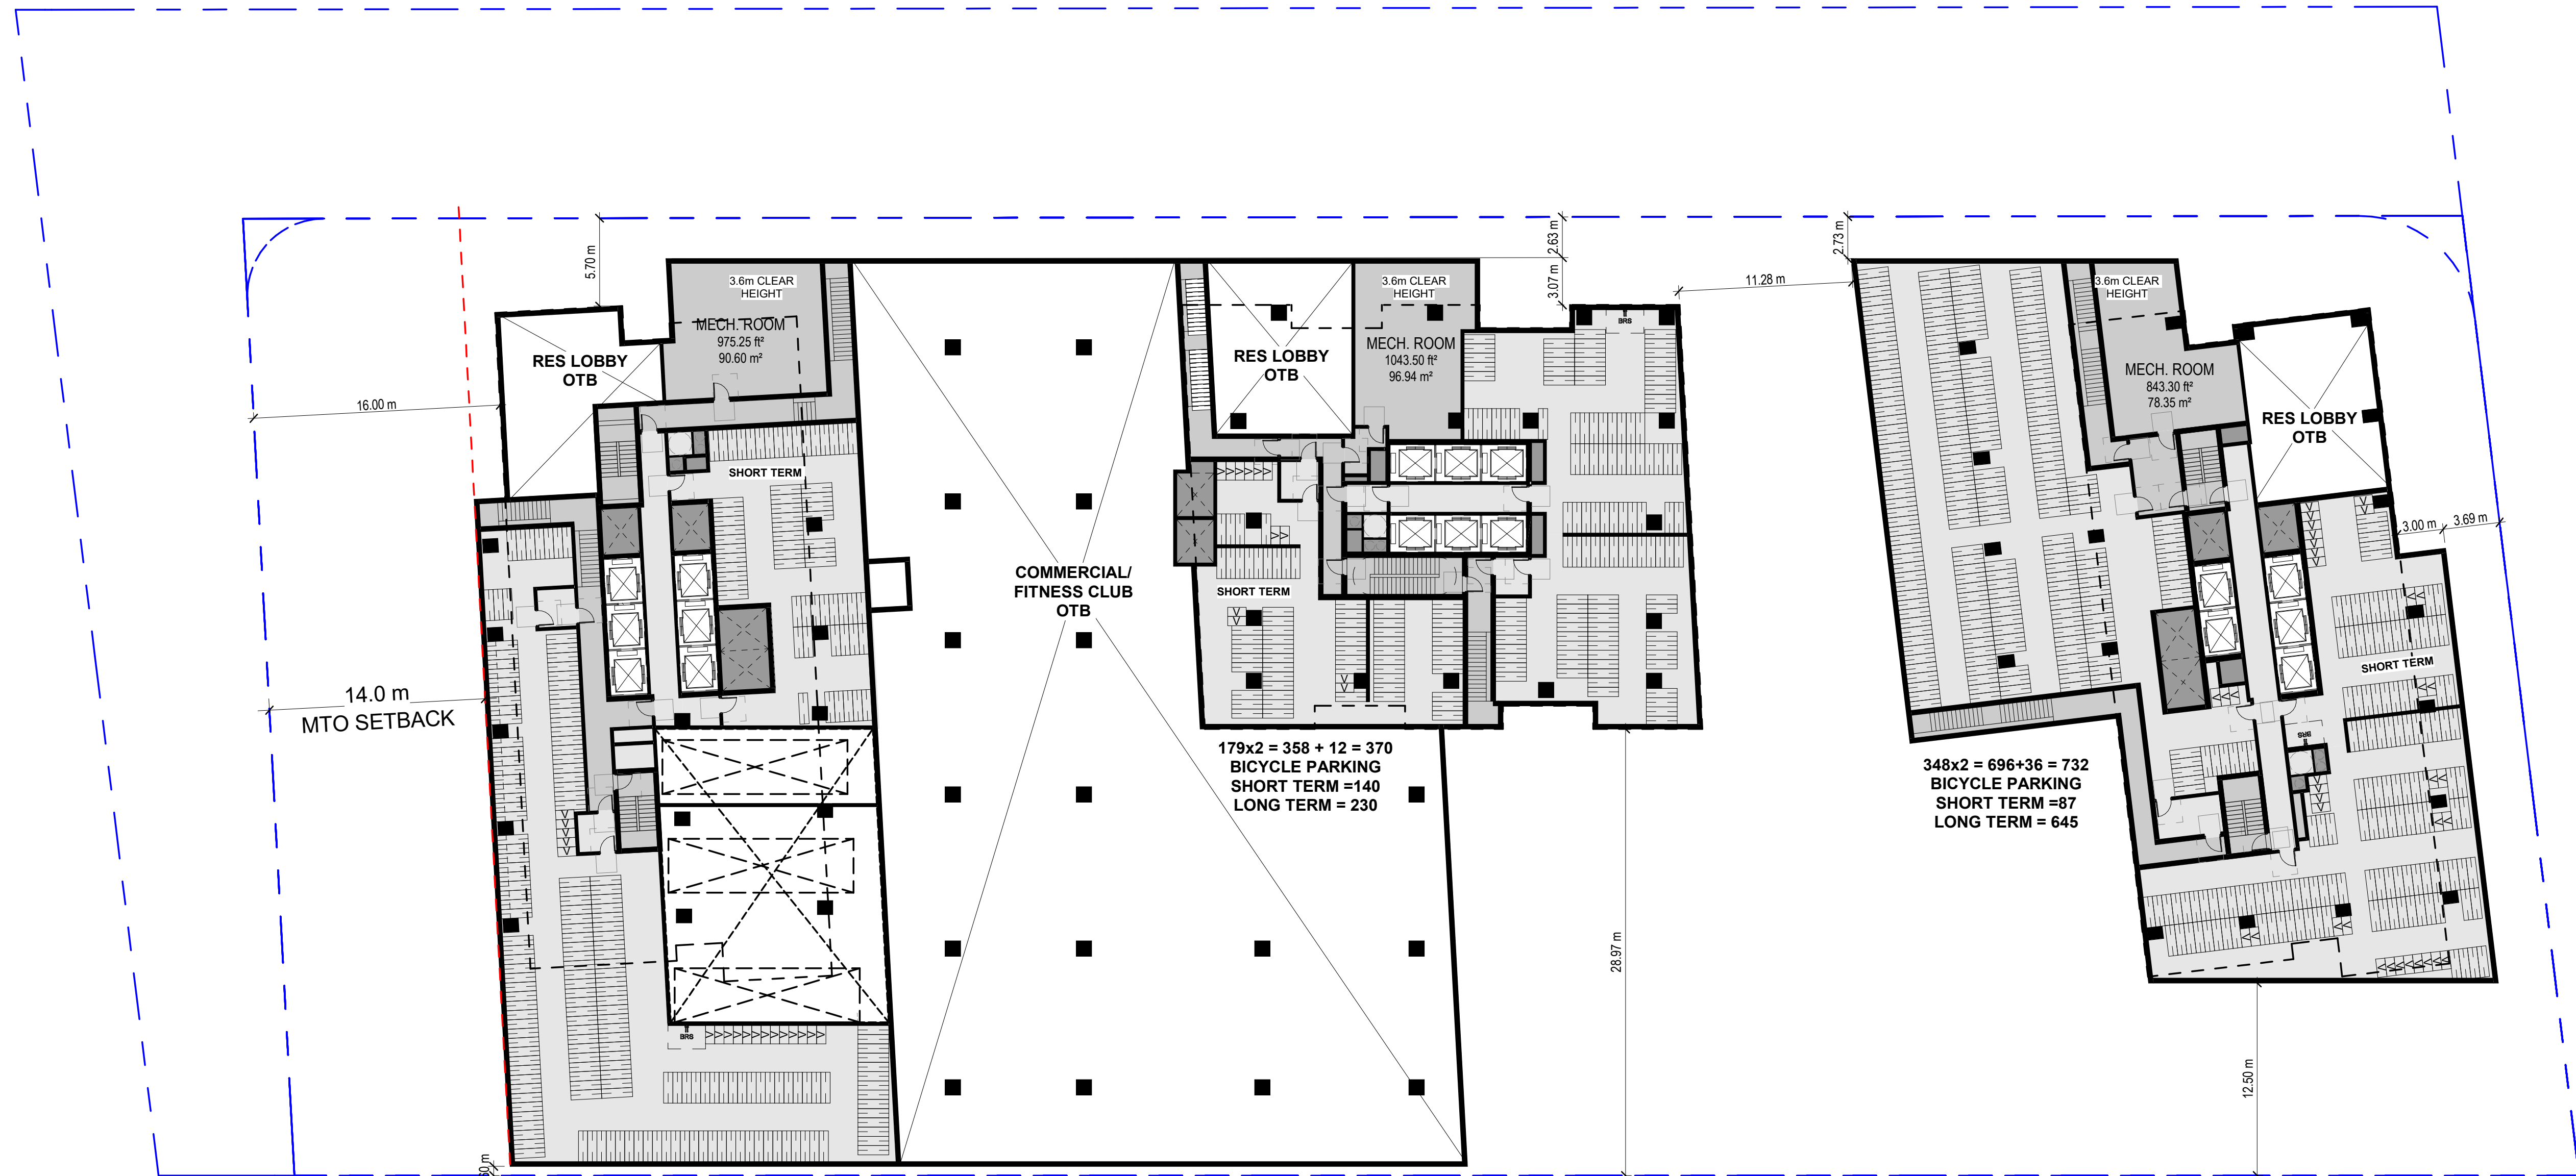 5.70 m
2.63 m
3.07 m
2.73 m
11.28 m
3.6m CLEAR
HEIGHT
MECH. ROOM
975.25 ft²
90.60 m²
RES LOBBY
OTB
16.00 m
3.6m CLEAR
HEIGHT
RES LOBBY
OTB
MECH. ROOM
1043.50 ft²
96.94 m²
BRS
3.6m CLEAR
HEIGHT
MECH. ROOM
843.30 ft²
78.35 m²
RES LOBBY
OTB
SHORT TERM
3.00 m
3.69 m
COMMERCIAL/
FITNESS CLUB
OTB
SHORT TERM
SHORT TERM
14.0 m
MTO SETBACK
BRS
179x2 = 358 + 12 = 370
BICYCLE PARKING
SHORT TERM =140
LONG TERM = 230
348x2 = 696+36 = 732
BICYCLE PARKING
SHORT TERM =87
LONG TERM = 645
28.97 m
BRS
12.50 m